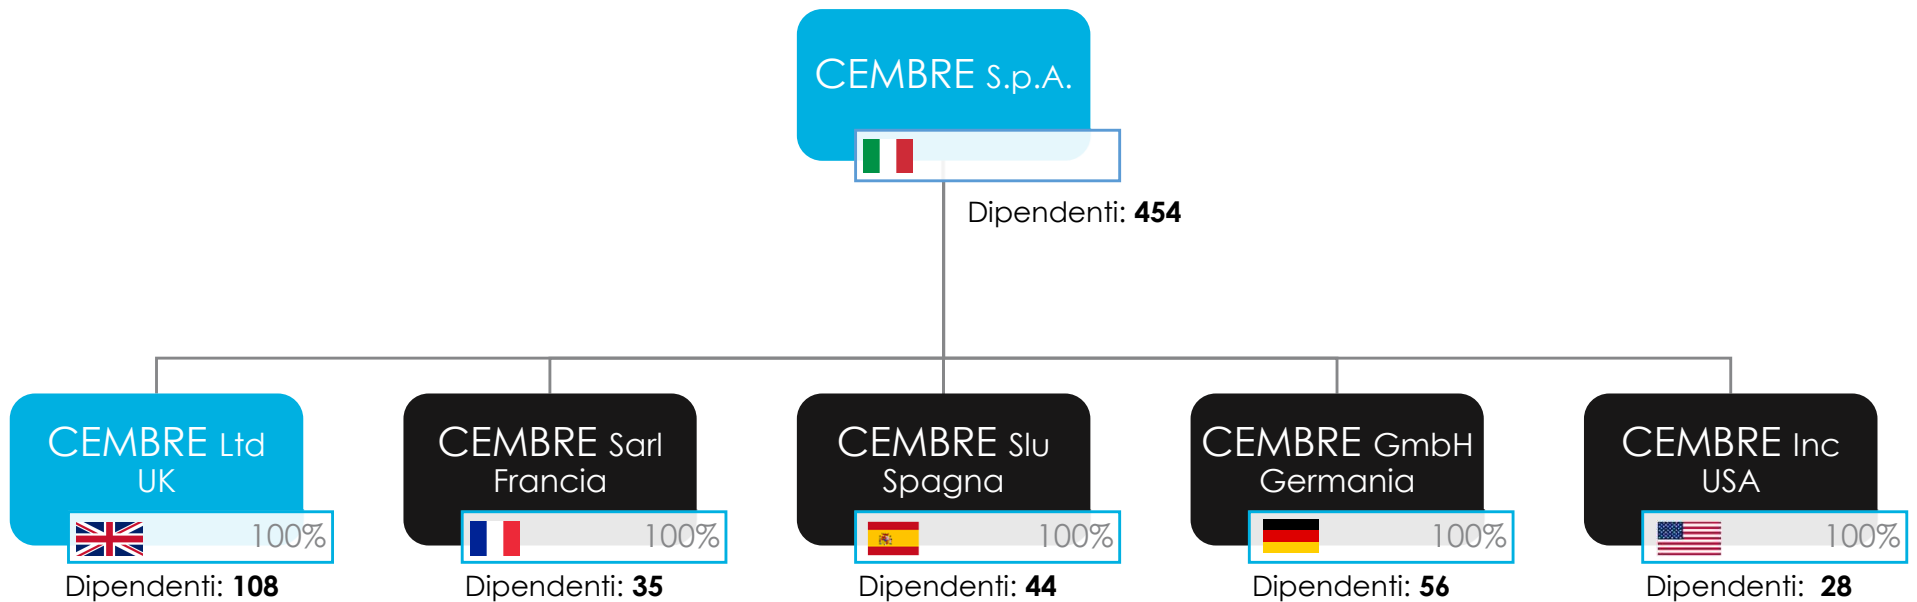 CEMBRE S.p.A.
Dipendenti: 454
CEMBRE Ltd
UK
100%
Dipendenti: 108
CEMBRE Sarl
Francia
100%
Dipendenti: 35
CEMBRE Slu
Spagna
100%
Dipendenti: 44
CEMBRE GmbH
Germania
100%
Dipendenti: 56
CEMBRE Inc
USA
100%
Dipendenti: 28